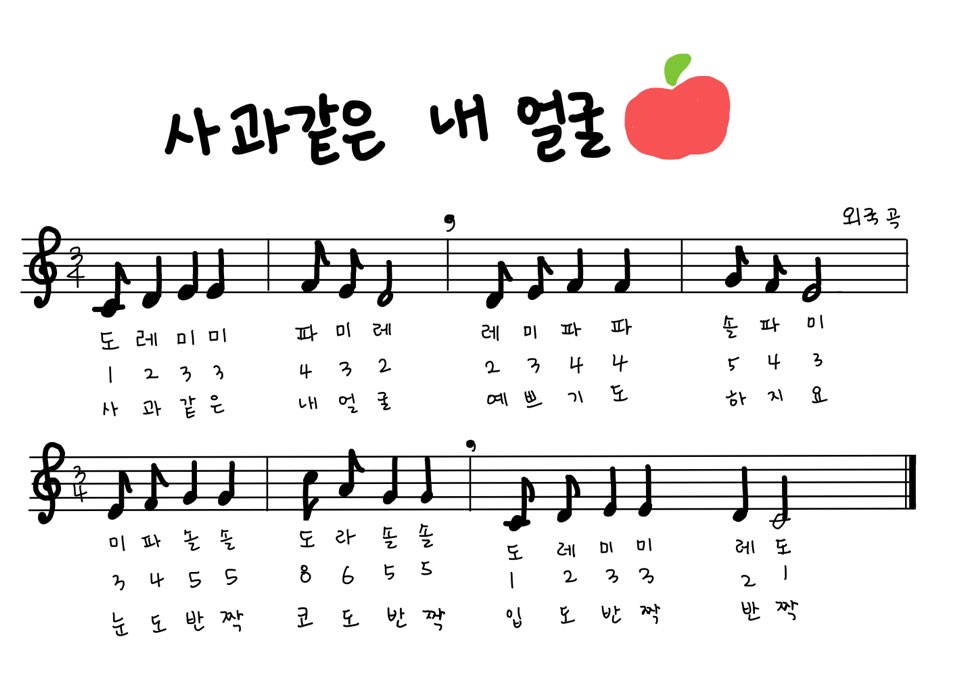 사과같은 내 얼굴
외국곡
3/4
도 레 미 미 파 미 레 레 미 파 파 솔 파 미
1 2 3 3 4 3 2 2 3 4 4 5 4 3
사 과 같 은 내 얼 굴 예 쁘 기 도 하 지 요
3/4
미 파 솔 솔 도 라 솔 솔 도 레 미 미 레 도
3 4 5 5 8 6 5 5 1 2 3 3 2 1
눈 도 반 짝 코 도 반 짝 입 도 반 짝 반 짝